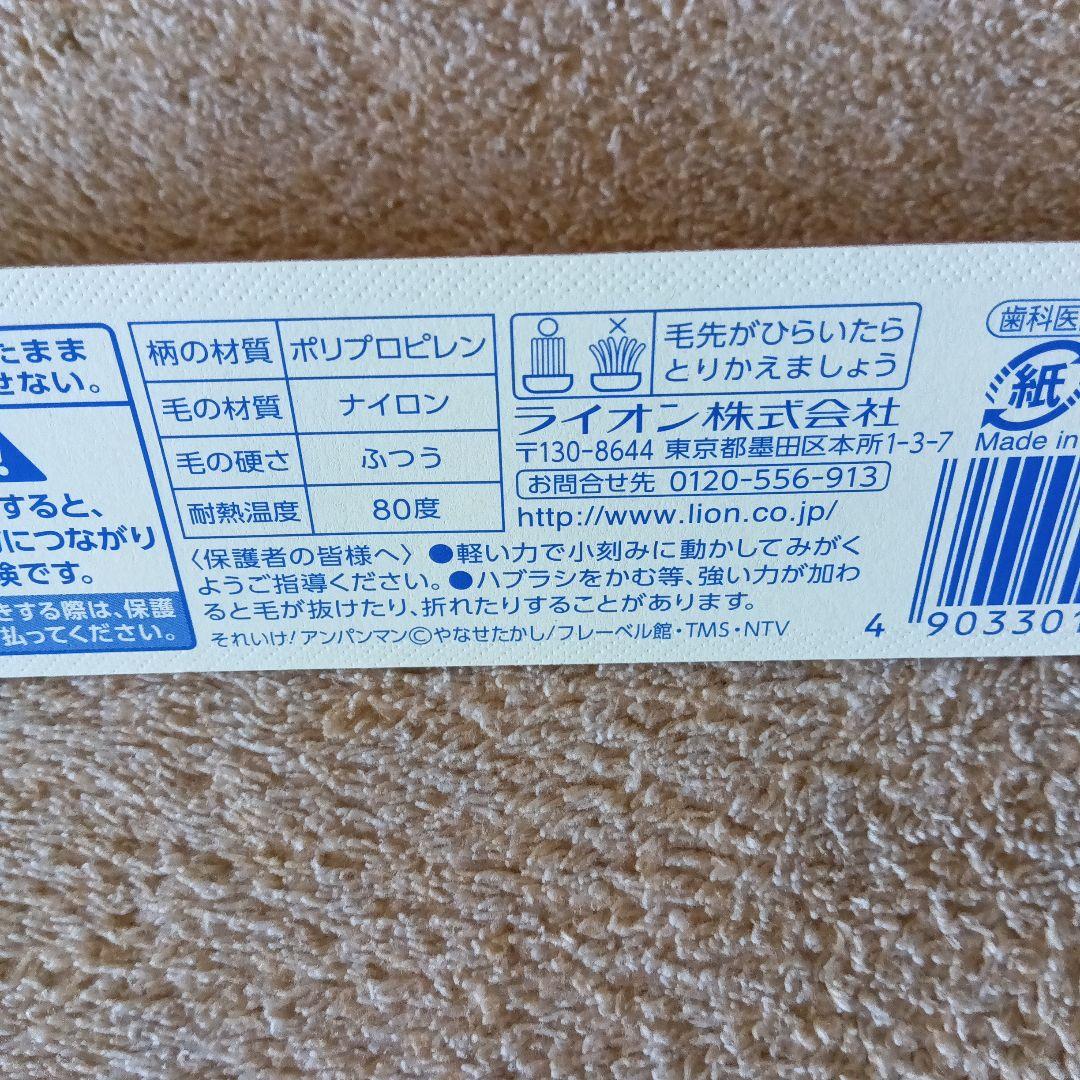 たまま
せない。
すると、
につながり
険です。
きする際は、保護
払ってください。
柄の材質 ポリプロピレン
毛の材質 ナイロン
毛の硬さ ふつう
耐熱温度 80度
〈保護者の皆様へ〉●軽い力で小刻みに動かしてみがく
ようご指導ください。●ハブラシをかむ等、強い力が加わ
ると毛が抜けたり、折れたりすることがあります。
それいけ!アンパンマン©やなせたかし/フレーベル館・TMS・NTV
毛先がひらいたら
とりかえましょう
ライオン株式会社
〒130-8644 東京都墨田区本所1-3-7
お問合せ先 0120-556-913
http://www.lion.co.jp/
歯科医
紙
Made in
4 903301